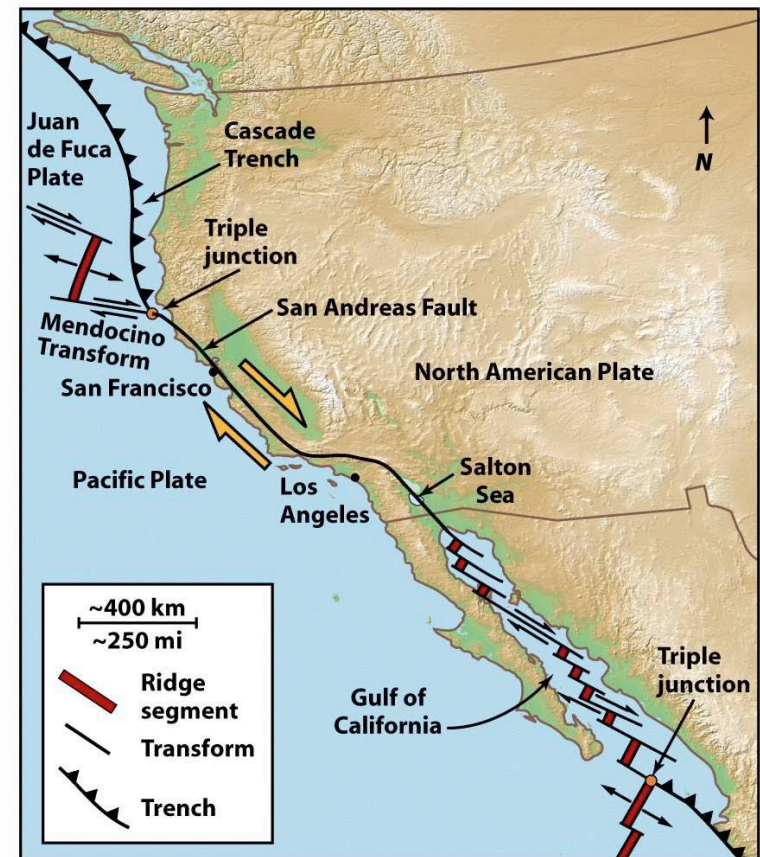 Juan
de Fuca
Plate
Cascade
Trench
N
Triple
junction
San Andreas Fault
Mendocino
Transform
San Francisco
North American Plate
Pacific Plate
Los
Angeles
Salton
Sea
~400 km
~250 mi
Ridge
segment
Transform
Trench
Gulf of
California
Triple
junction